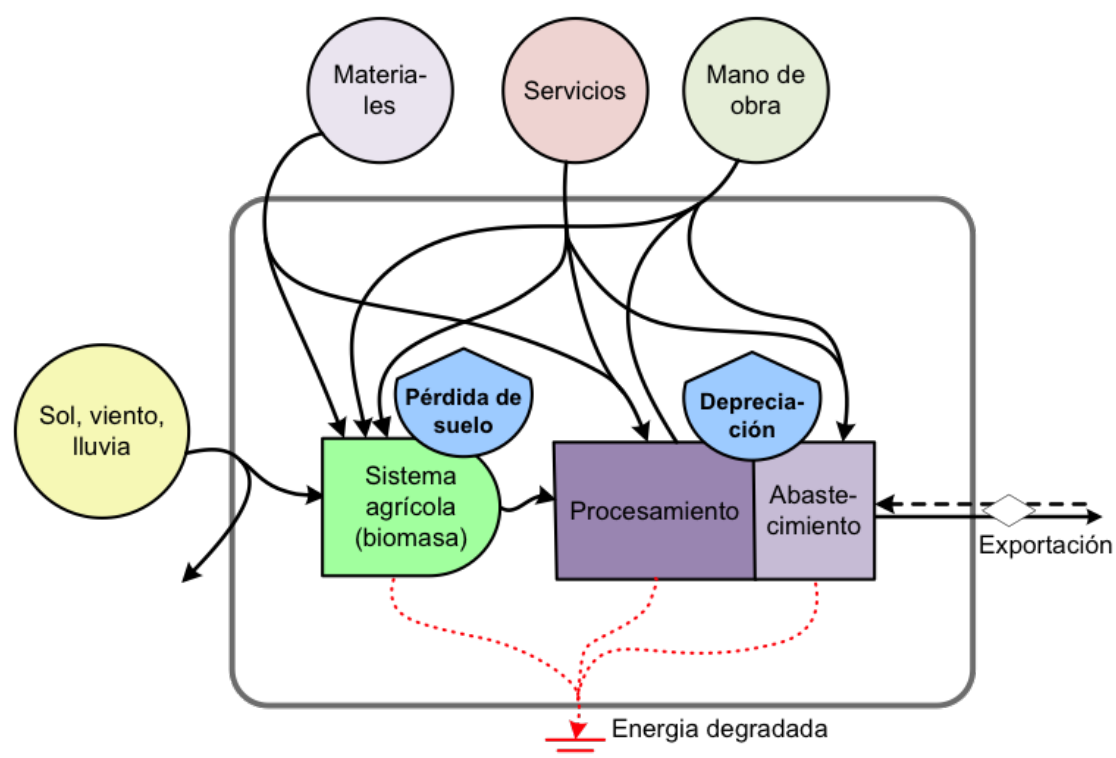 Materia-
les
Servicios
Mano de
obra
Sol, viento,
lluvia
Pérdida de
suelo
Deprecia-
ción
Sistema
agrícola
(biomasa)
Procesamiento
Abaste-
cimiento
Exportación
Energia degradada